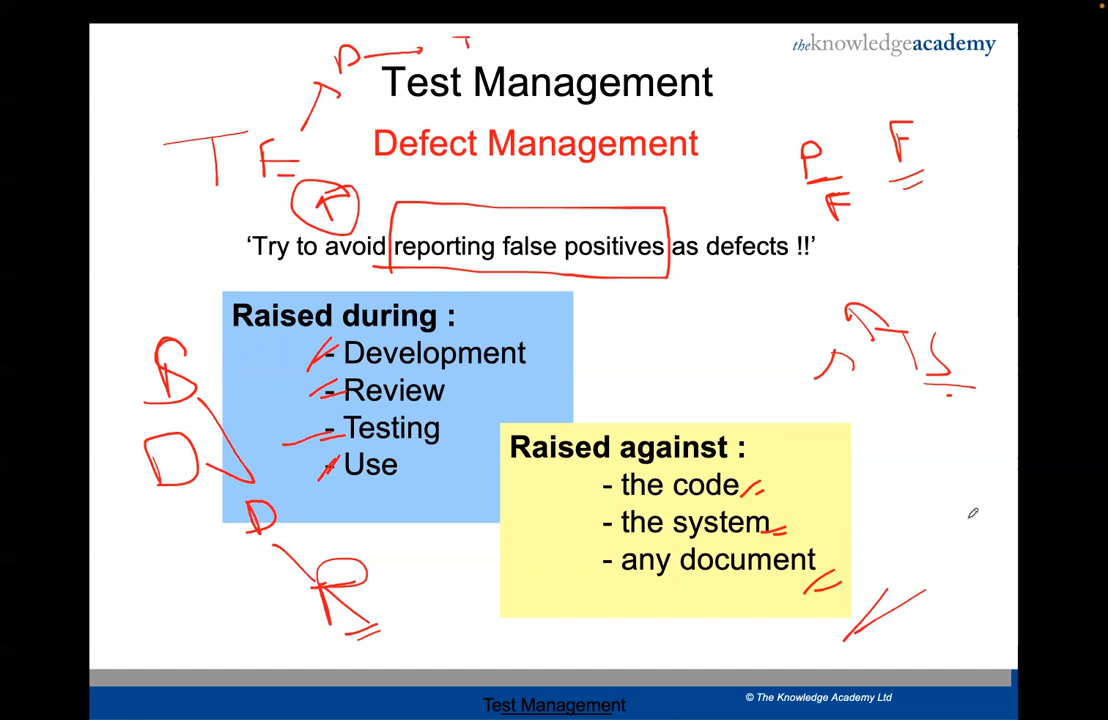 theknowledgeacademy
D T
Test Management
Defect Management
T E
P F
F
‘Try to avoid reporting false positives as defects !!’
Raised during :
- Development
- Review
- Testing
- Use
B
D
D
R
S
Raised against :
- the code
- the system
- any document
Test Management
© The Knowledge Academy Ltd